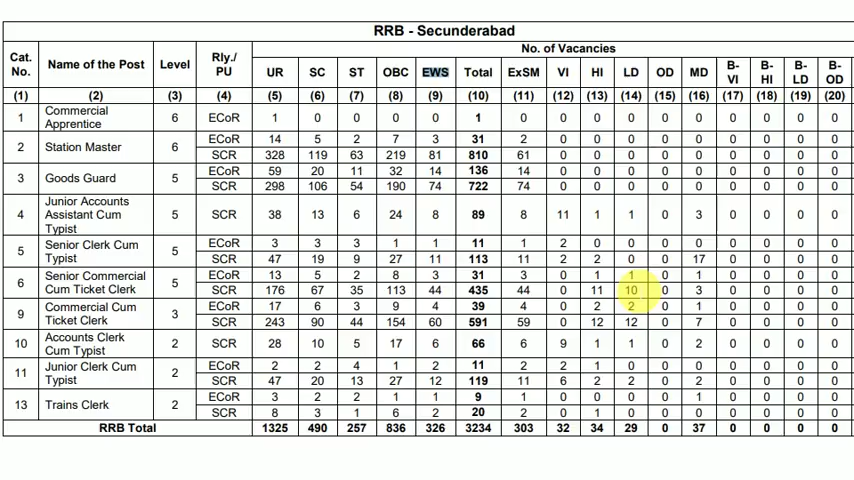 RRB - Secunderabad
Cat. No. Name of the Post Level Rly./ PU No. of Vacancies
UR SC ST OBC EWS Total ExSM VI HI LD OD MD B-VI B-HI B-LD B-OD
(1) (2) (3) (4) (5) (6) (7) (8) (9) (10) (11) (12) (13) (14) (15) (16) (17) (18) (19) (20)
1 Commercial Apprentice 6 ECoR 1 0 0 0 0 1 0 0 0 0 0 0 0 0 0 0
2 Station Master 6 ECoR 14 5 2 7 3 31 2 0 0 0 0 0 0 0 0 0
SCR 328 119 63 219 81 810 61 0 0 0 0 0 0 0 0 0
3 Goods Guard 5 ECoR 59 20 11 32 14 136 14 0 0 0 0 0 0 0 0 0
SCR 298 106 54 190 74 722 74 0 0 0 0 0 0 0 0 0
4 Junior Accounts Assistant Cum Typist 5 SCR 38 13 6 24 8 89 8 11 1 1 0 3 0 0 0 0
5 Senior Clerk Cum Typist 5 ECoR 3 3 3 1 1 11 1 2 0 0 0 0 0 0 0 0
SCR 47 19 9 27 11 113 11 2 2 0 0 17 0 0 0 0
6 Senior Commercial Cum Ticket Clerk 5 ECoR 13 5 2 8 3 31 3 0 1 1 0 1 0 0 0 0
SCR 176 67 35 113 44 435 44 0 11 10 0 3 0 0 0 0
9 Commercial Cum Ticket Clerk 3 ECoR 17 6 3 9 4 39 4 0 2 2 0 1 0 0 0 0
SCR 243 90 44 154 60 591 59 0 12 12 0 7 0 0 0 0
10 Accounts Clerk Cum Typist 2 SCR 28 10 5 17 6 66 6 9 1 1 0 2 0 0 0 0
11 Junior Clerk Cum Typist 2 ECoR 2 2 4 1 2 11 2 2 1 0 0 0 0 0 0 0
SCR 47 20 13 27 12 119 11 6 2 2 0 2 0 0 0 0
13 Trains Clerk 2 ECoR 3 2 2 1 1 9 1 0 0 0 0 1 0 0 0 0
SCR 8 3 1 6 2 20 2 0 1 0 0 0 0 0 0 0
RRB Total 1325 490 257 836 326 3234 303 32 34 29 0 37 0 0 0 0